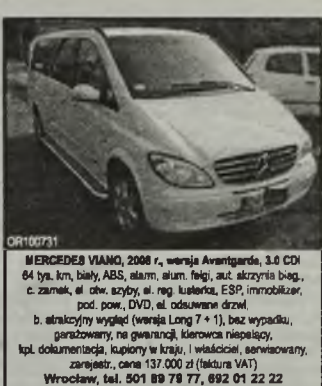 OR100731
MERCEDES VIANO, 2008 r., wersja Avantgarde, 3.0 CDI
64 tys. km, biały, ABS, alarm, alum. felgi, aut. skrzynia bieg.,
c. zamek, el. otw. szyby, el. reg. lusterka, ESP, immobilizer,
pod. pow., DVD, el. odsuwane drzwi,
b. atrakcyjny wygląd (wersja Long 7 + 1), bez wypadku,
garażowany, na gwarancji, kierowca niepalący,
kpl. dokumentacja, kupiony w kraju, I właściciel, serwisowany,
zarejestr., cena 137.000 zł (faktura VAT)
Wrocław, tel. 501 89 79 77, 692 01 22 22